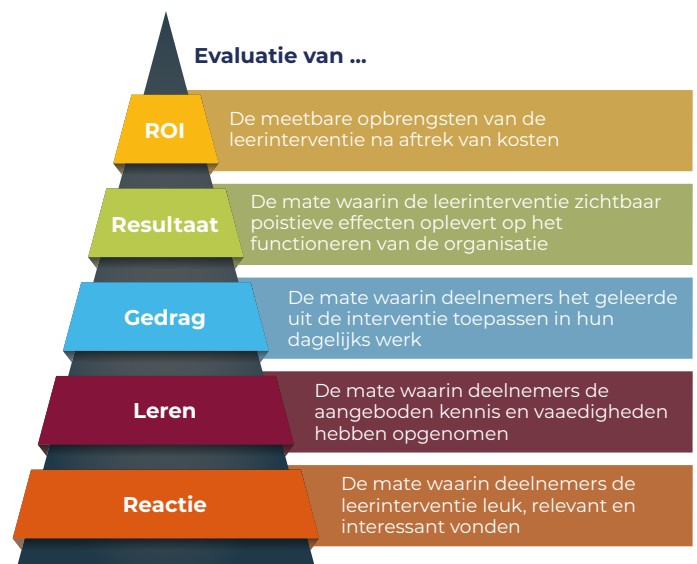 Evaluatie van ...
ROI
De meetbare opbrengsten van de
leerinterventie na aftrek van kosten
Resultaat
De mate waarin de leerinterventie zichtbaar
poistieve effecten oplevert op het
functioneren van de organisatie
Gedrag
De mate waarin deelnemers het geleerde
uit de interventie toepassen in hun
dagelijks werk
Leren
De mate waarin deelnemers de
aangeboden kennis en vaaedigheden
hebben opgenomen
Reactie
De mate waarin deelnemers de
leerinterventie leuk, relevant en
interessant vonden